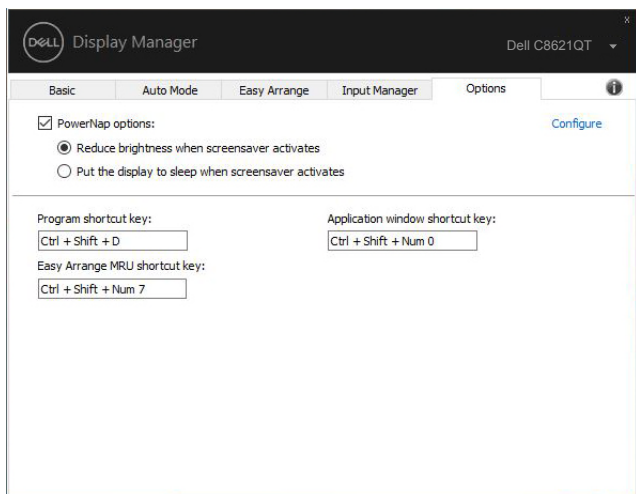 x
DELL Display Manager
Dell C8621QT
Basic Auto Mode Easy Arrange Input Manager Options i
PowerNap options: Configure
Reduce brightness when screensaver activates
Put the display to sleep when screensaver activates
Program shortcut key: Application window shortcut key:
Ctrl + Shift + D Ctrl + Shift + Num 0
Easy Arrange MRU shortcut key:
Ctrl + Shift + Num 7